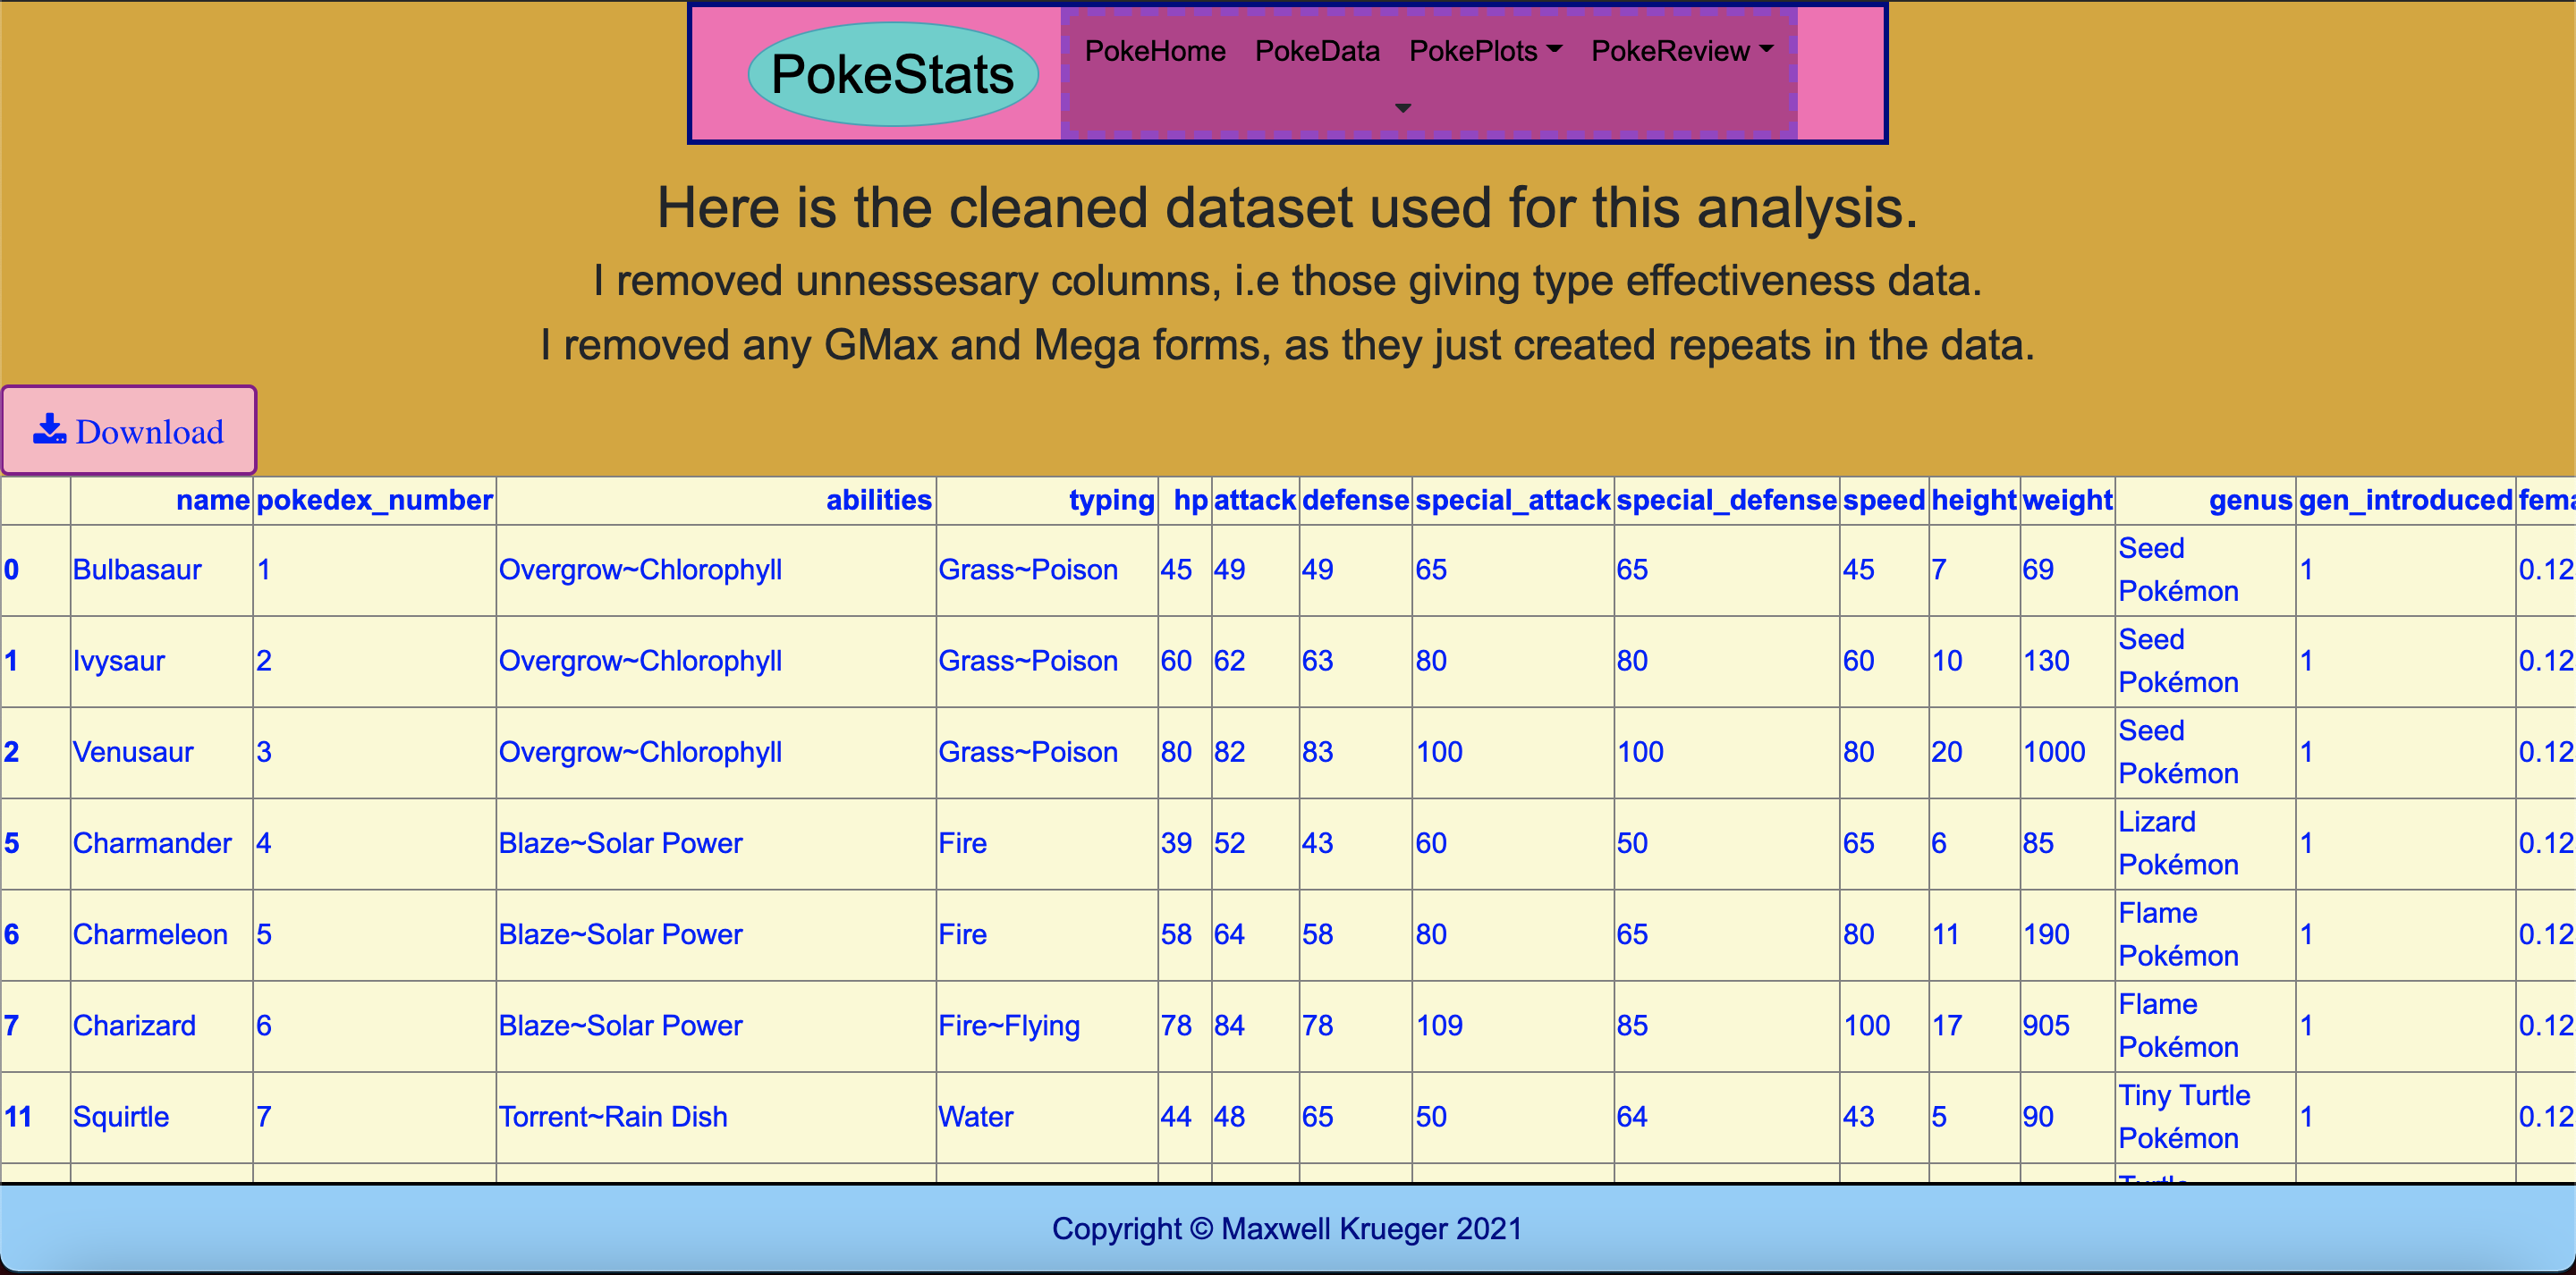 PokeStats PokeHome PokeData PokePlots PokeReview
Here is the cleaned dataset used for this analysis.
I removed unnessesary columns, i.e those giving type effectiveness data.
I removed any GMax and Mega forms, as they just created repeats in the data.
Download
name pokedex_number abilities typing hp attack defense special_attack special_defense speed height weight genus gen_introduced
0 Bulbasaur 1 Overgrow~Chlorophyll Grass~Poison 45 49 49 65 65 45 7 69 Seed Pokémon 1 0.12
1 Ivysaur 2 Overgrow~Chlorophyll Grass~Poison 60 62 63 80 80 60 10 130 Seed Pokémon 1 0.12
2 Venusaur 3 Overgrow~Chlorophyll Grass~Poison 80 82 83 100 100 80 20 1000 Seed Pokémon 1 0.12
5 Charmander 4 Blaze~Solar Power Fire 39 52 43 60 50 65 6 85 Lizard Pokémon 1 0.12
6 Charmeleon 5 Blaze~Solar Power Fire 58 64 58 80 65 80 11 190 Flame Pokémon 1 0.12
7 Charizard 6 Blaze~Solar Power Fire~Flying 78 84 78 109 85 100 17 905 Flame Pokémon 1 0.12
11 Squirtle 7 Torrent~Rain Dish Water 44 48 65 50 64 43 5 90 Tiny Turtle Pokémon 1 0.12
Copyright © Maxwell Krueger 2021